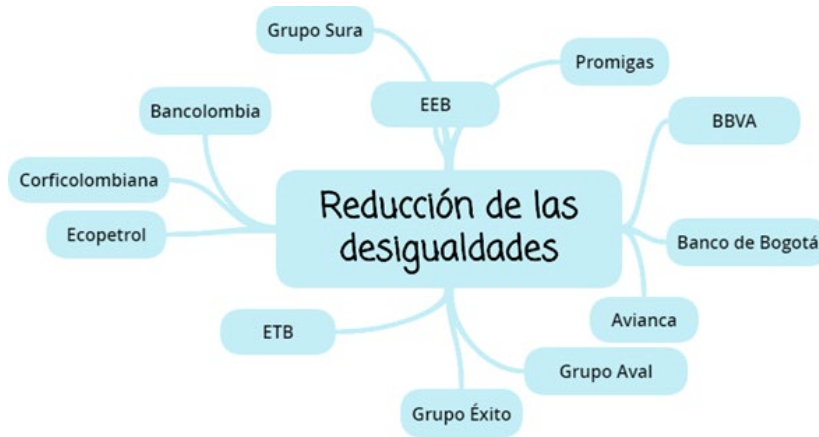 Grupo Sura
Promigas
EEB
Bancolombia
BBVA
Corficolombiana
Reducción de las
desigualdades
Ecopetrol
Banco de Bogotá
Avianca
ETB
Grupo Aval
Grupo Éxito